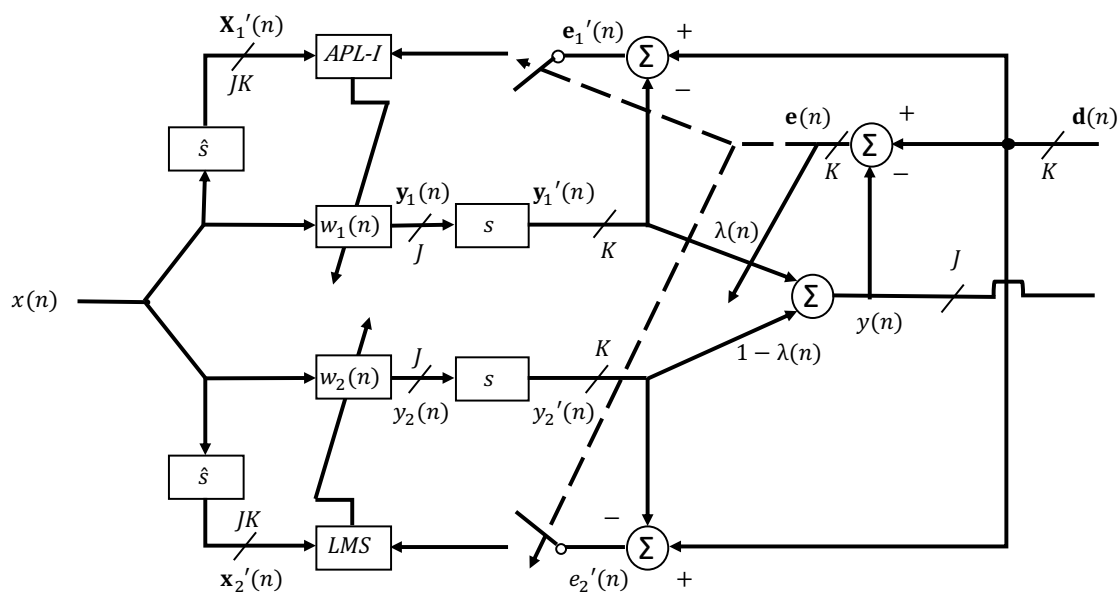 𝐗₁′(n)
APL-I
𝐞₁′(n)
+
Σ
JK
−
𝐞(n)
+
𝐝(n)
ŝ
K
Σ
−
K
𝐲₁(n)
𝐲₁′(n)
w₁(n)
s
λ(n)
J
K
J
x(n)
Σ
y(n)
J
K
1 − λ(n)
w₂(n)
s
y₂(n)
y₂′(n)
ŝ
JK
−
LMS
Σ
𝐱₂′(n)
e₂′(n)
+